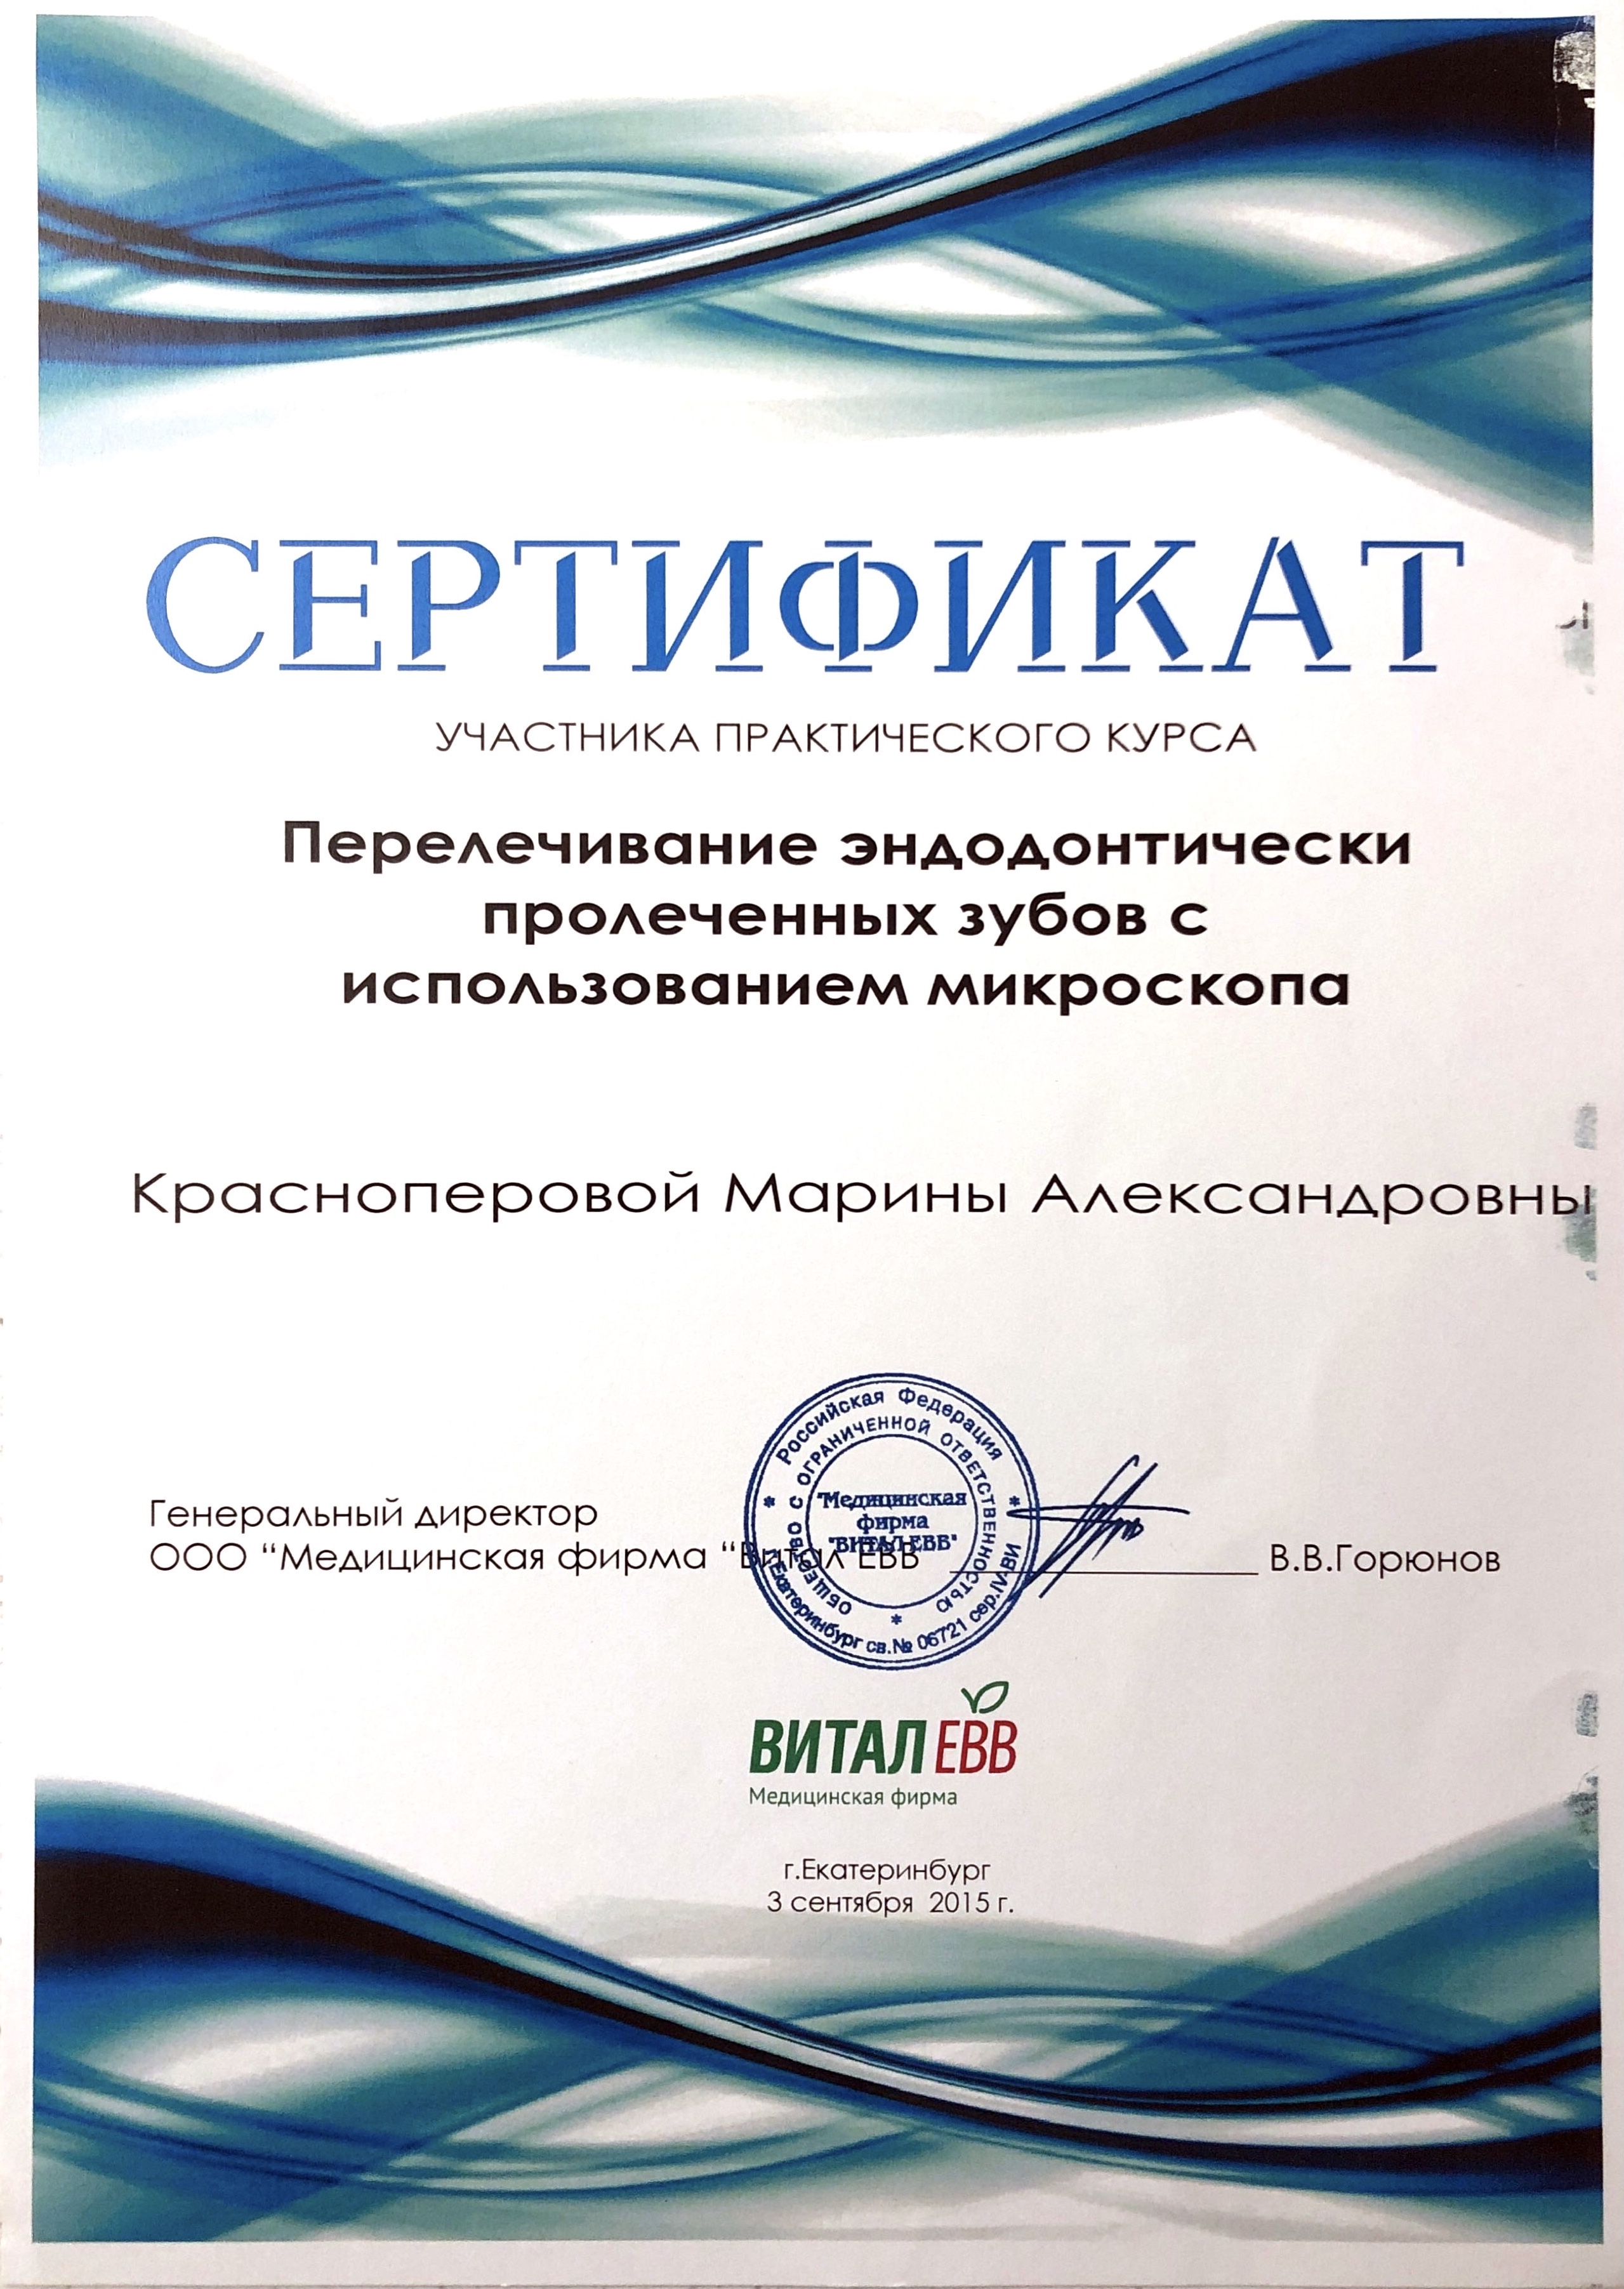 СЕРТИФИКАТ
УЧАСТНИКА ПРАКТИЧЕСКОГО КУРСА
Перелечивание эндодонтически
пролеченных зубов с
использованием микроскопа
Красноперовой Марины Александровны
Российская Федерация
ОБЩЕСТВО С ОГРАНИЧЕННОЙ ОТВЕТСТВЕННОСТЬЮ
"Медицинская
фирма
"ВИТАЛ ЕВВ"
г.Екатеринбург св.№ 06721 сер.IV-ВИ
Генеральный директор
ООО “Медицинская фирма “Витал ЕВВ В.В.Горюнов
ВИТАЛ ЕВВ
Медицинская фирма
г.Екатеринбург
3 сентября 2015 г.